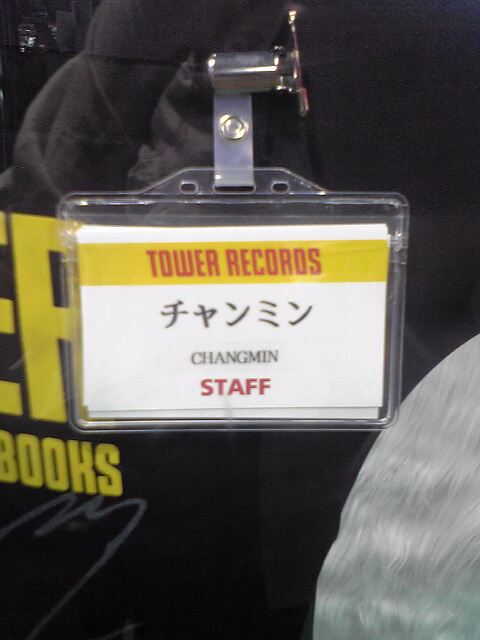 TOWER RECORDS
チャンミン
CHANGMIN
STAFF
BOOKS